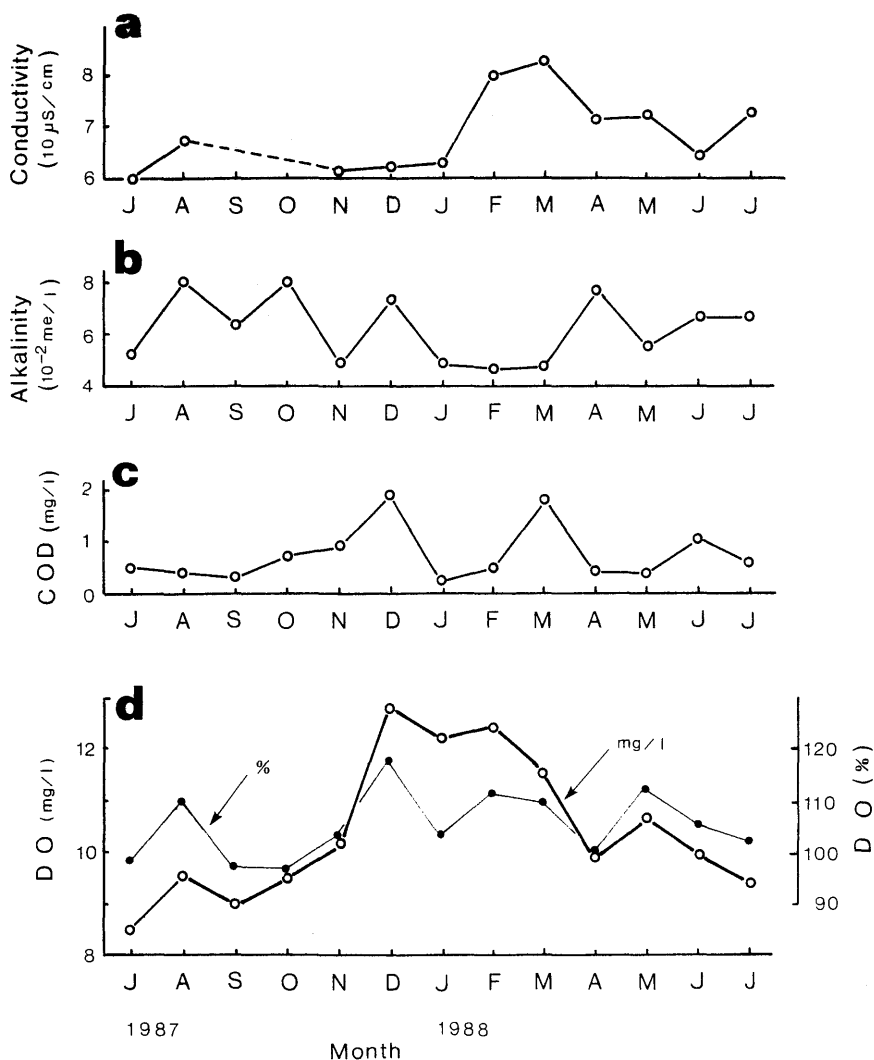 a
Conductivity
(10 μS/cm)
8
7
6
J A S O N D J F M A M J J
b
Alkalinity
(10⁻² me/l)
8
6
4
J A S O N D J F M A M J J
c
COD (mg/l)
2
1
0
J A S O N D J F M A M J J
d
DO (mg/l)
12
10
8
%
mg/l
120
110
100
90
DO (%)
J A S O N D J F M A M J J
1987 1988
Month